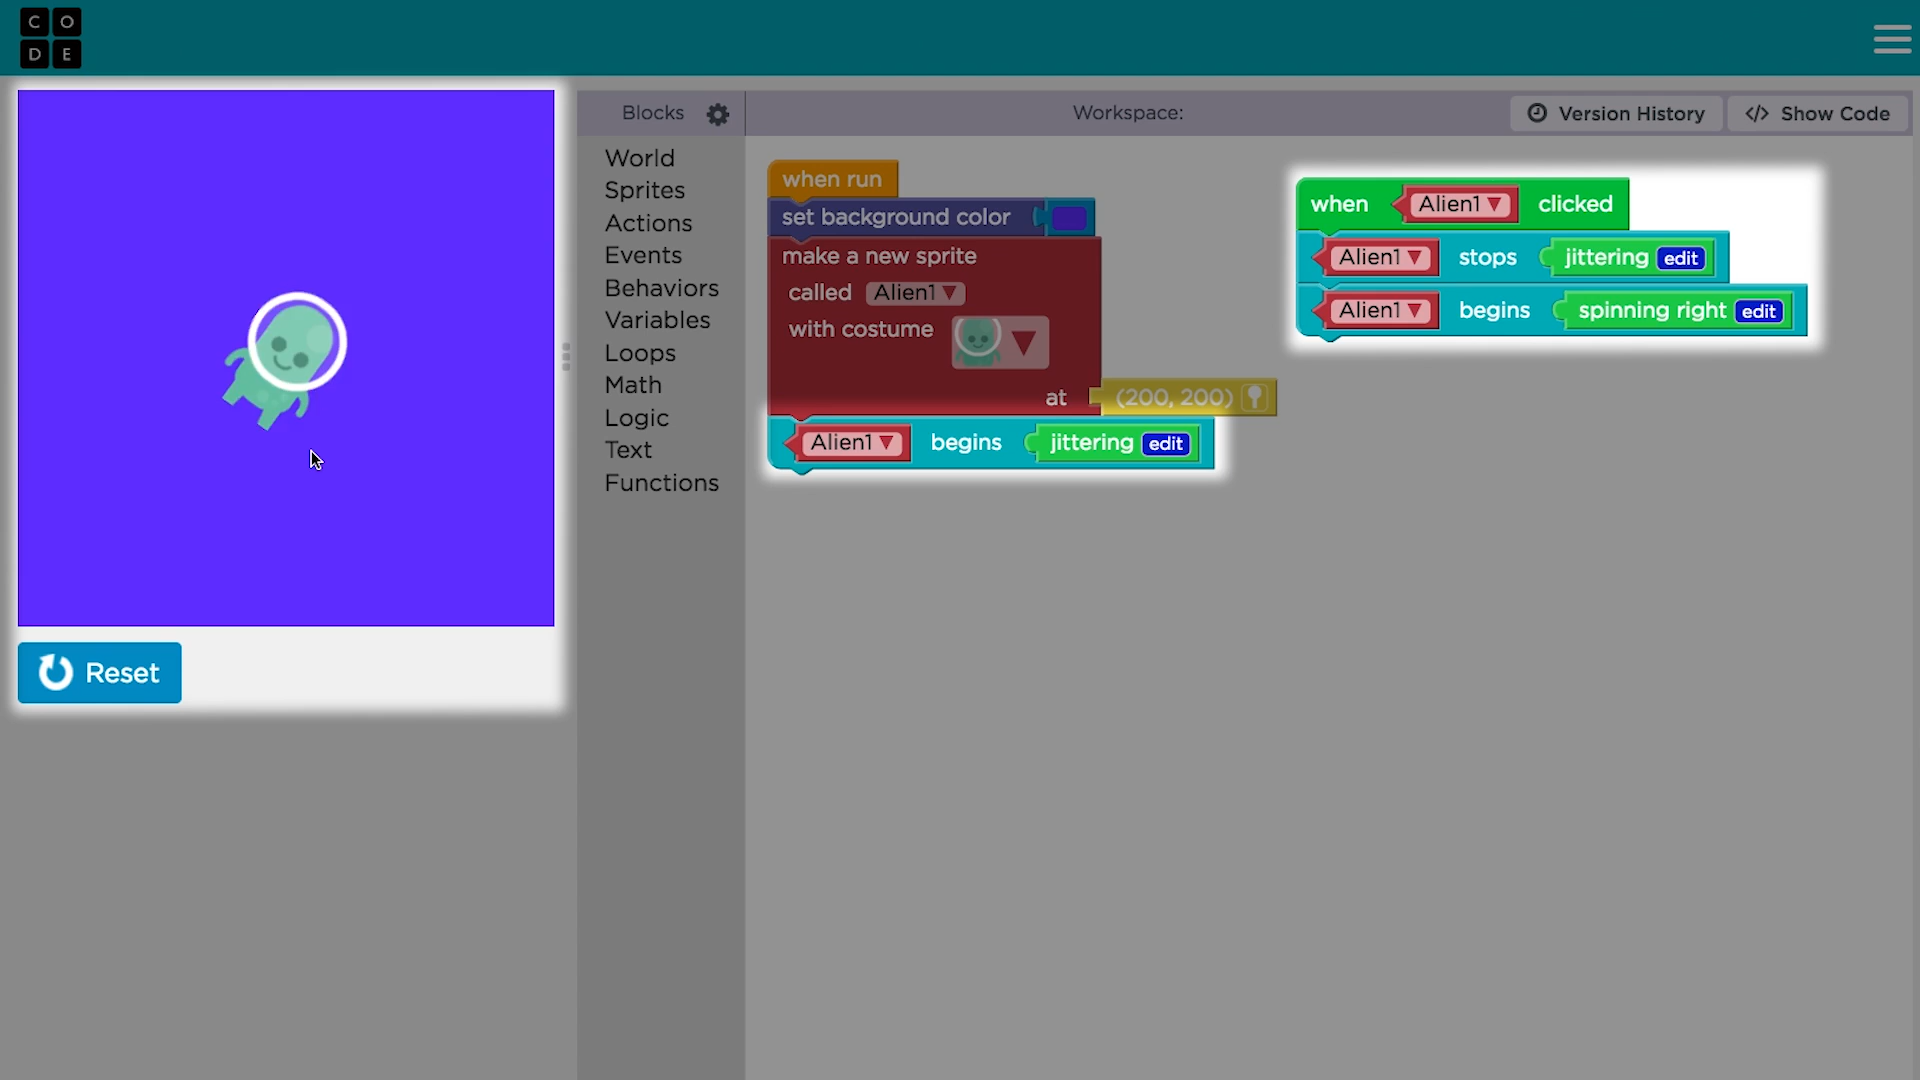 CO
DE
Blocks
Workspace:
Version History
Show Code
World
Sprites
Actions
Events
Behaviors
Variables
Loops
Math
Logic
Text
Functions
when run
set background color
make a new sprite
called Alien1
with costume
at (200, 200)
Alien1 begins jittering edit
when Alien1 clicked
Alien1 stops jittering edit
Alien1 begins spinning right edit
Reset